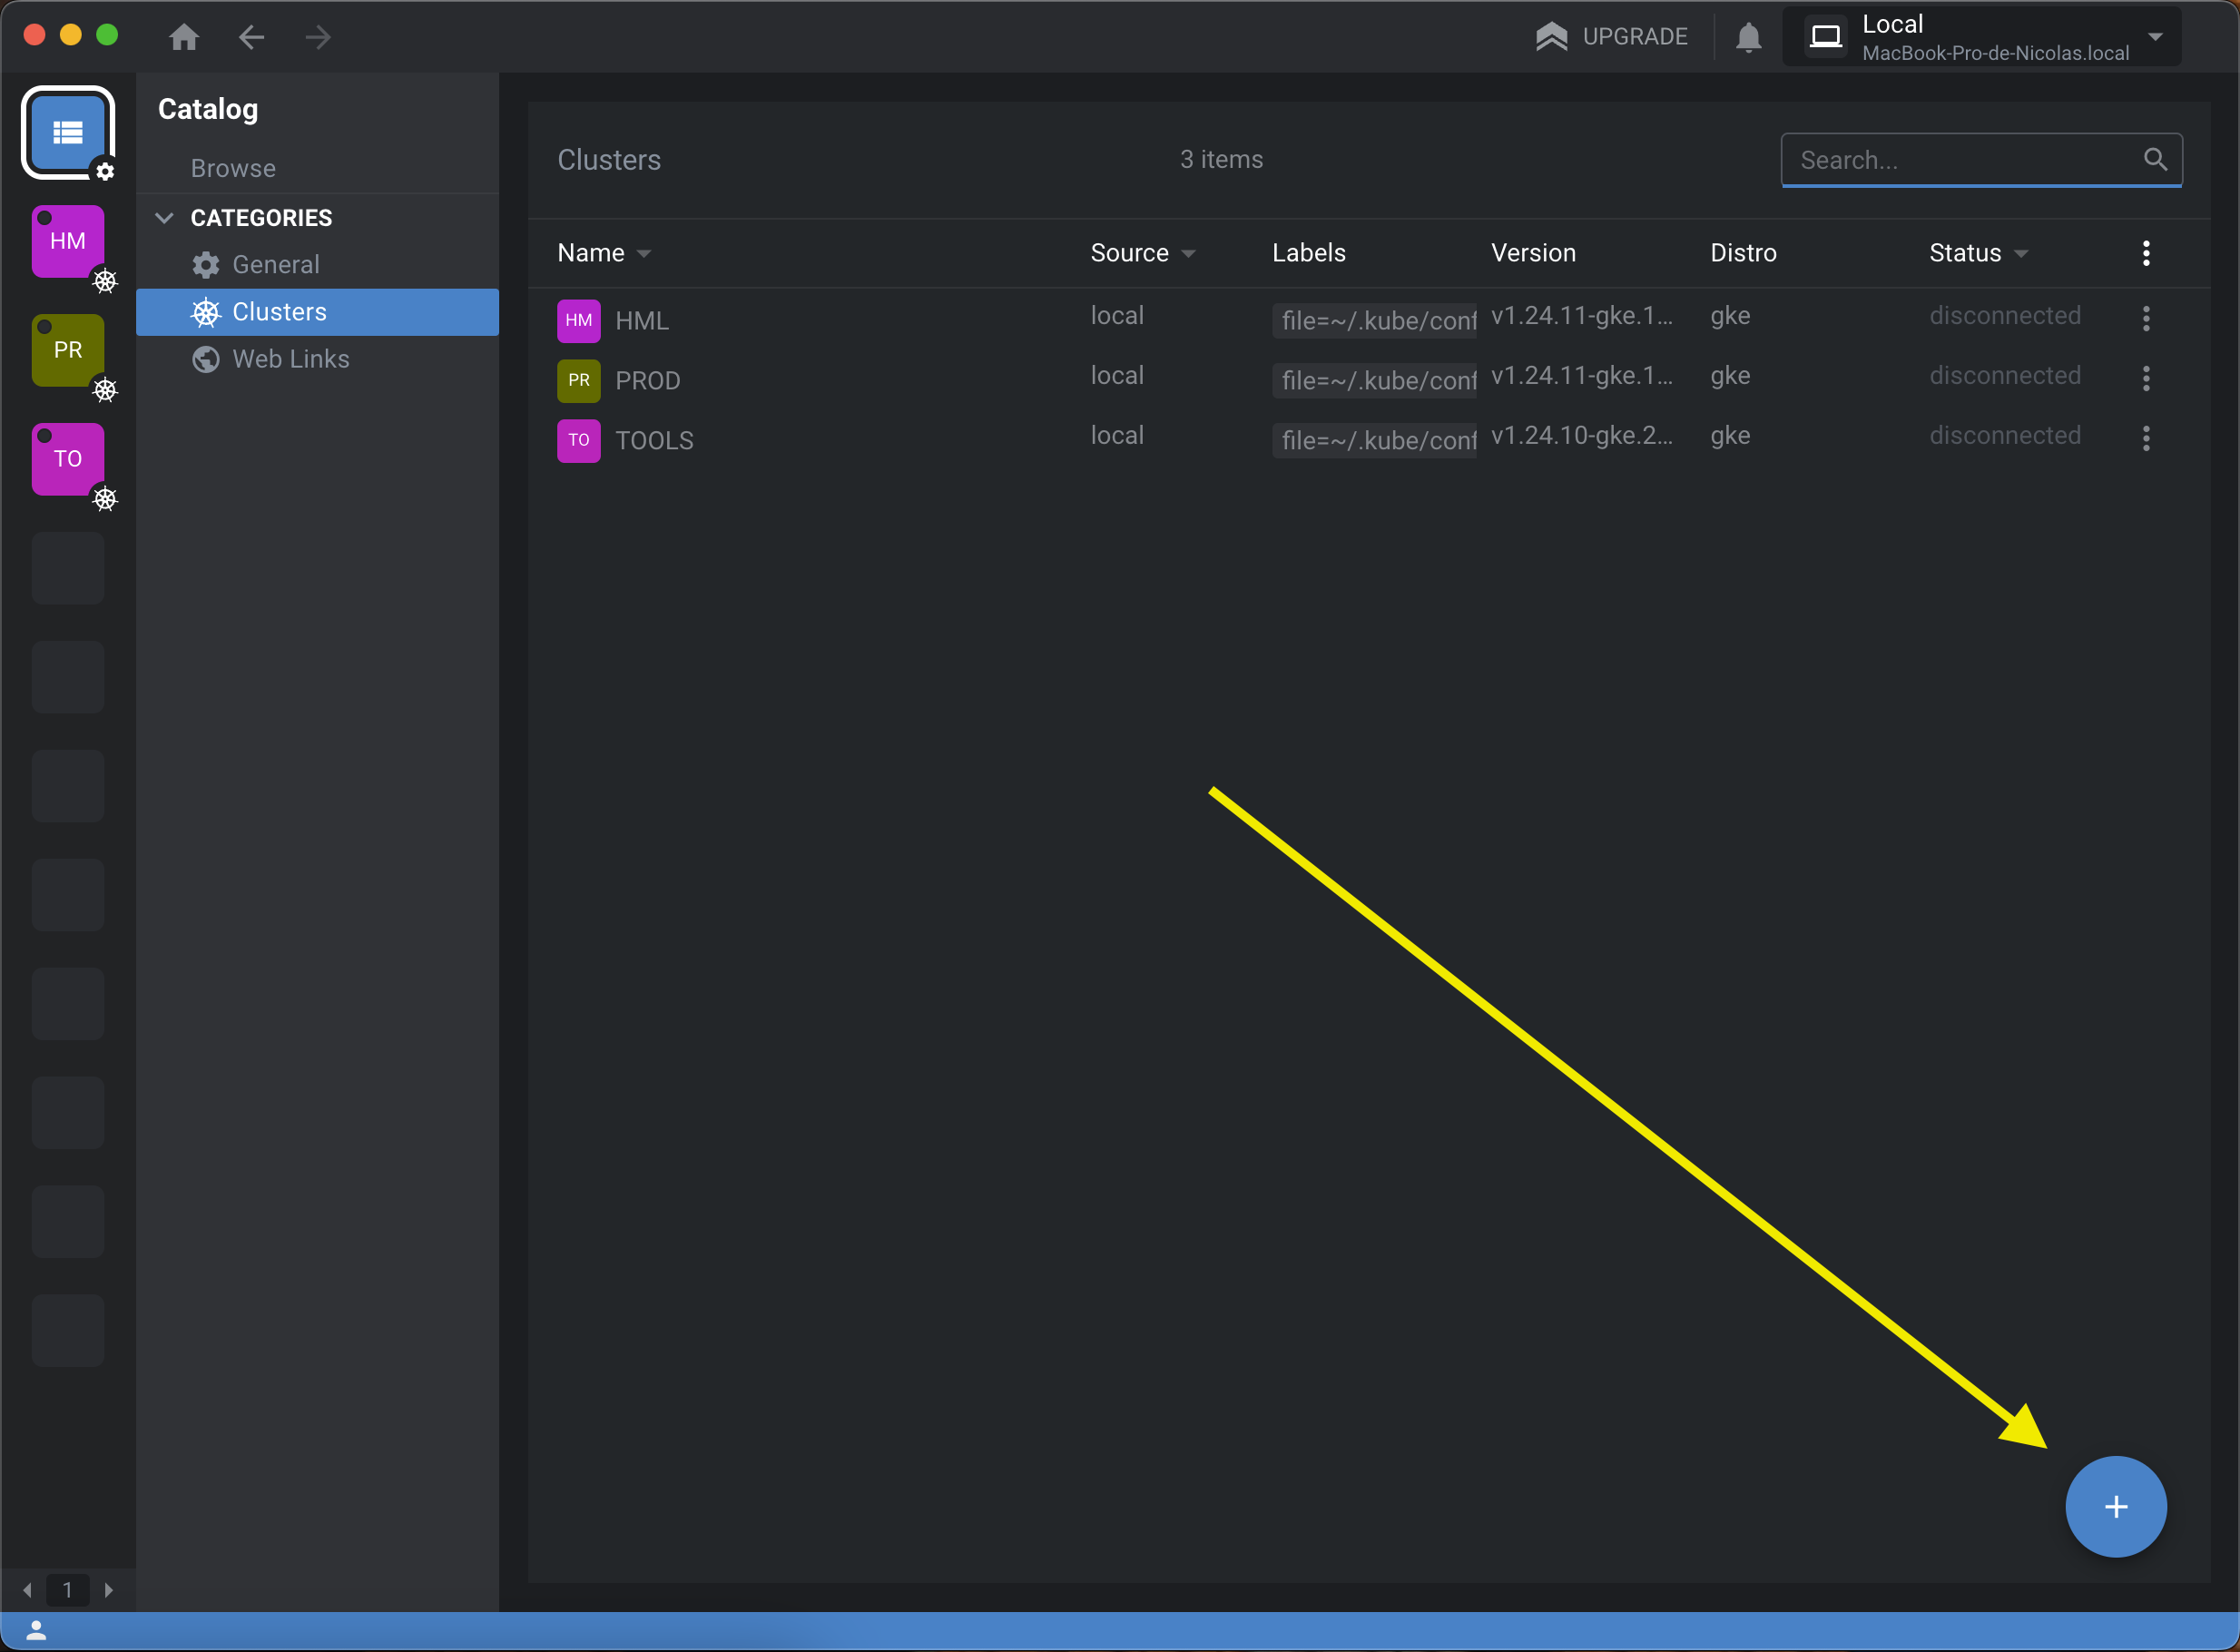 UPGRADE
Local
MacBook-Pro-de-Nicolas.local
Catalog
Browse
CATEGORIES
General
Clusters
Web Links
HM
PR
TO
1
Clusters
3 items
Search...
Name Source Labels Version Distro Status
HM HML local file=~/.kube/conf v1.24.11-gke.1... gke disconnected
PR PROD local file=~/.kube/conf v1.24.11-gke.1... gke disconnected
TO TOOLS local file=~/.kube/conf v1.24.10-gke.2... gke disconnected
+